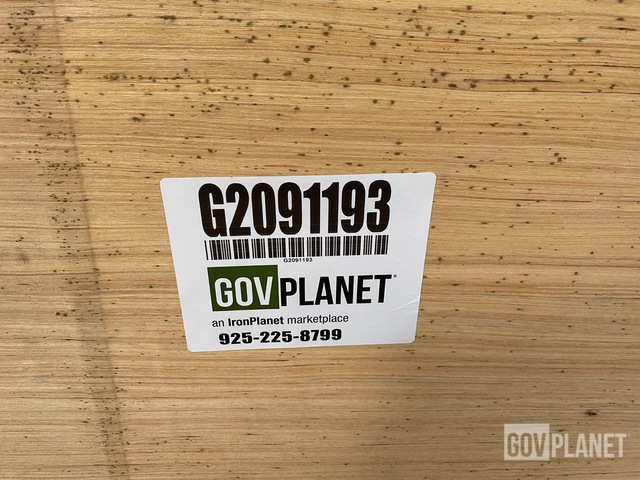 G2091193
G2091193
GOVPLANET®
an IronPlanet marketplace
925-225-8799
GOVPLANET